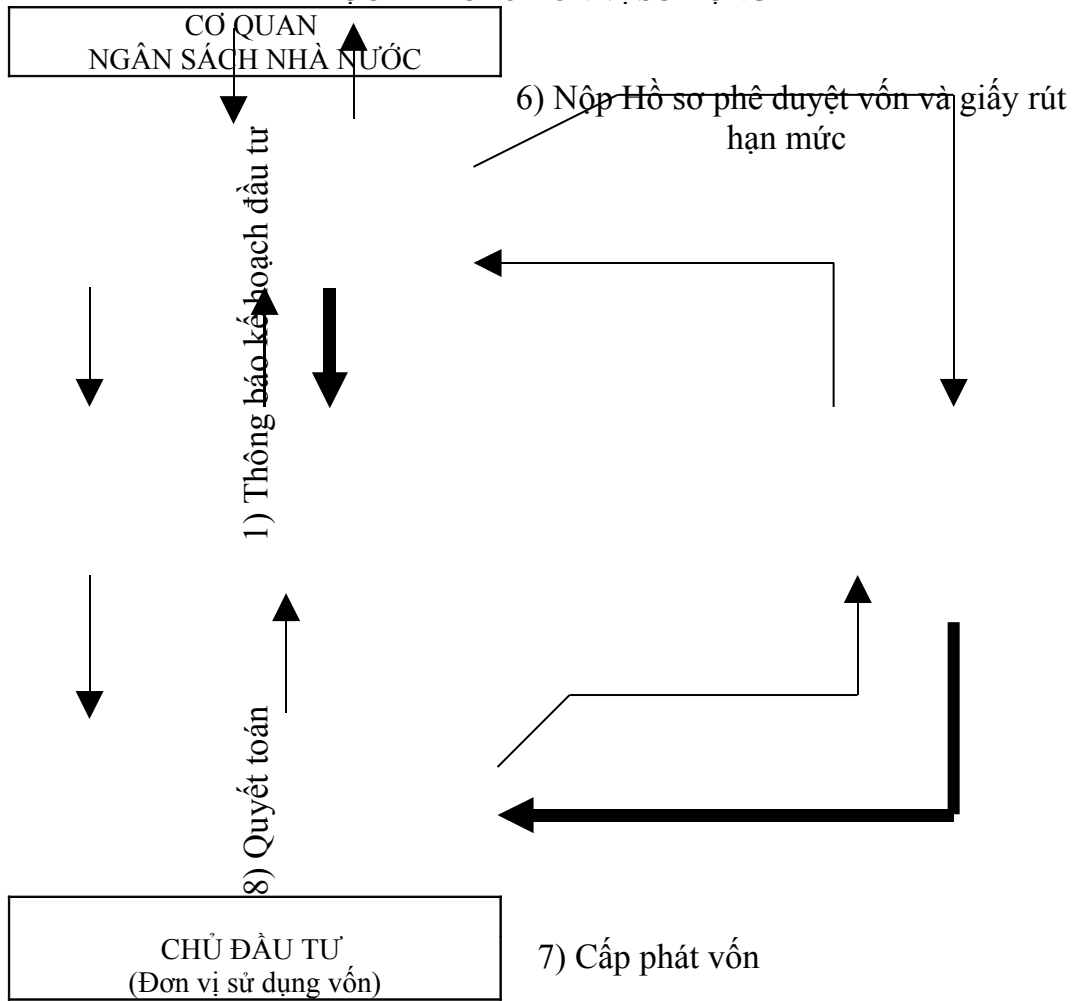 CƠ QUAN
NGÂN SÁCH NHÀ NƯỚC
6) Nộp Hồ sơ phê duyệt vốn và giấy rút
hạn mức
1) Thông báo kế hoạch đầu tư
8) Quyết toán
CHỦ ĐẦU TƯ
(Đơn vị sử dụng vốn)
7) Cấp phát vốn